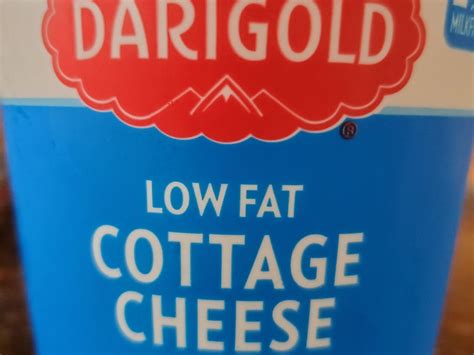 DARIGOLD
®
LOW FAT
COTTAGE
CHEESE